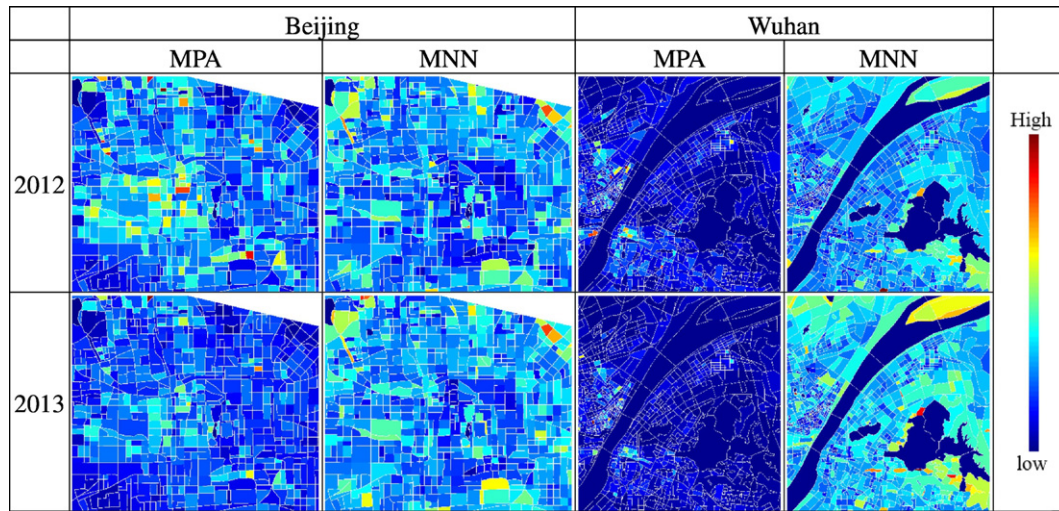 Beijing Wuhan
MPA MNN MPA MNN
High
2012
2013
low